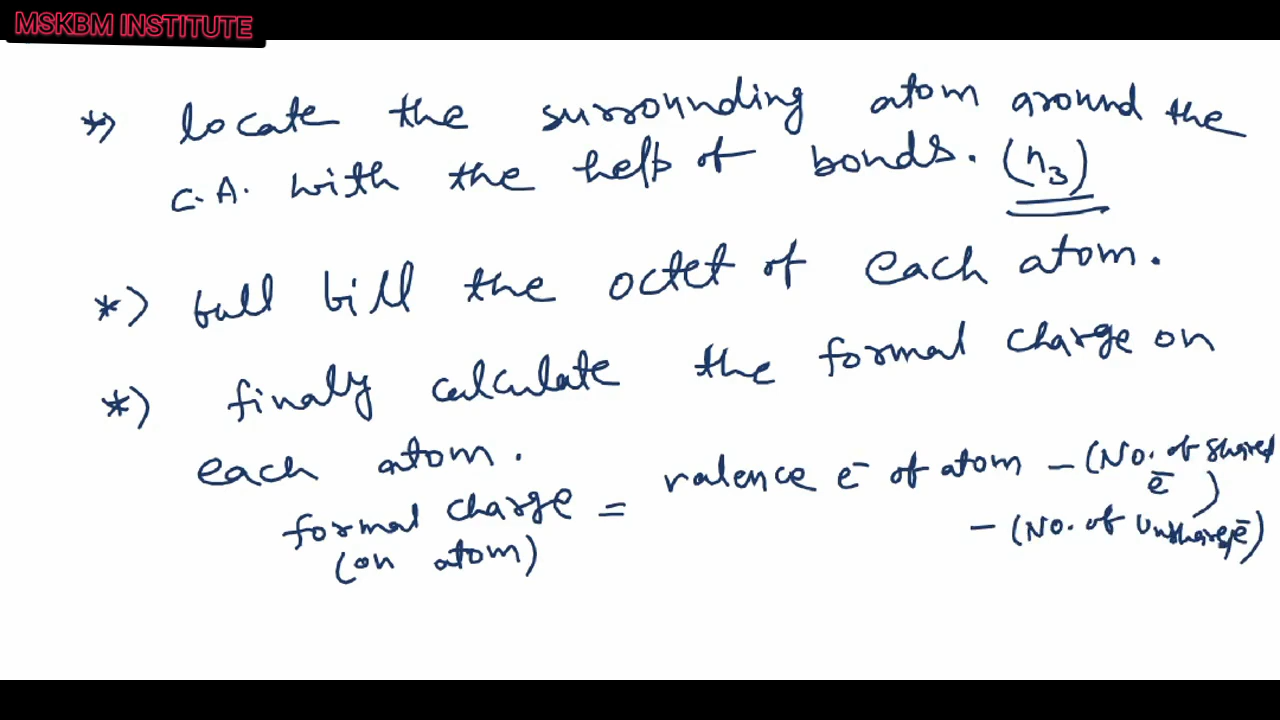 MSKBM INSTITUTE
*) locate the surrounding atom around the
C.A. with the help of bonds. (n3)
*) full fill the octet of each atom.
*) finaly calculate the formal charge on
each atom.
formal charge = valence e⁻ of atom - (No. of shared
e⁻)
(on atom) - (No. of Unshare e⁻)